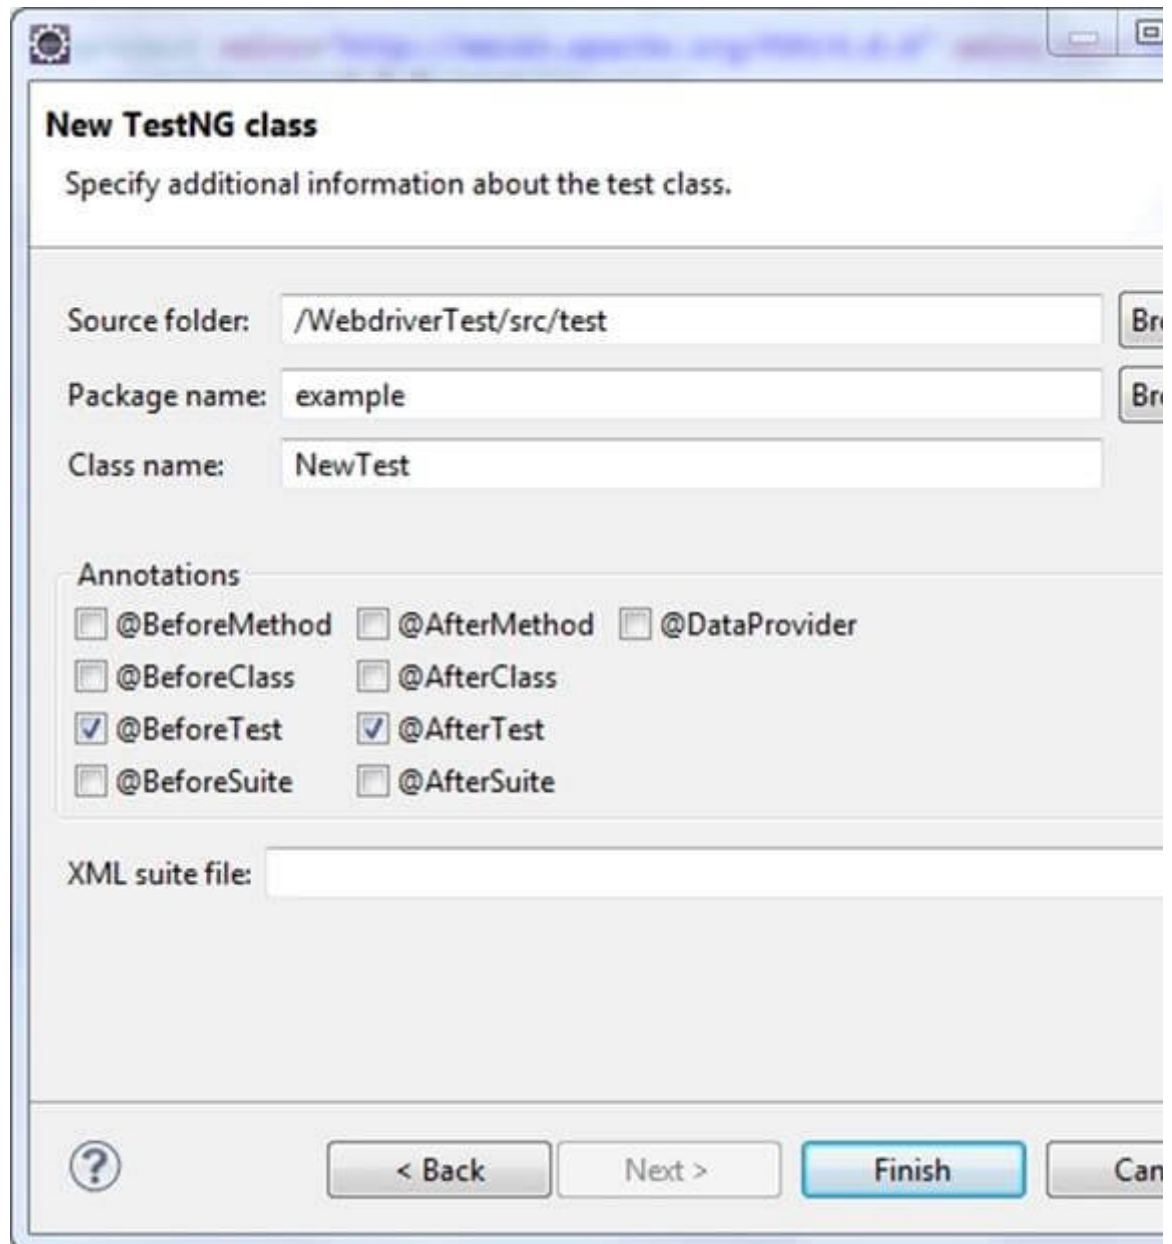 New TestNG class
Specify additional information about the test class.
Source folder: /WebdriverTest/src/test
Package name: example
Class name: NewTest
Annotations
@BeforeMethod @AfterMethod @DataProvider
@BeforeClass @AfterClass
@BeforeTest @AfterTest
@BeforeSuite @AfterSuite
XML suite file:
< Back Next > Finish